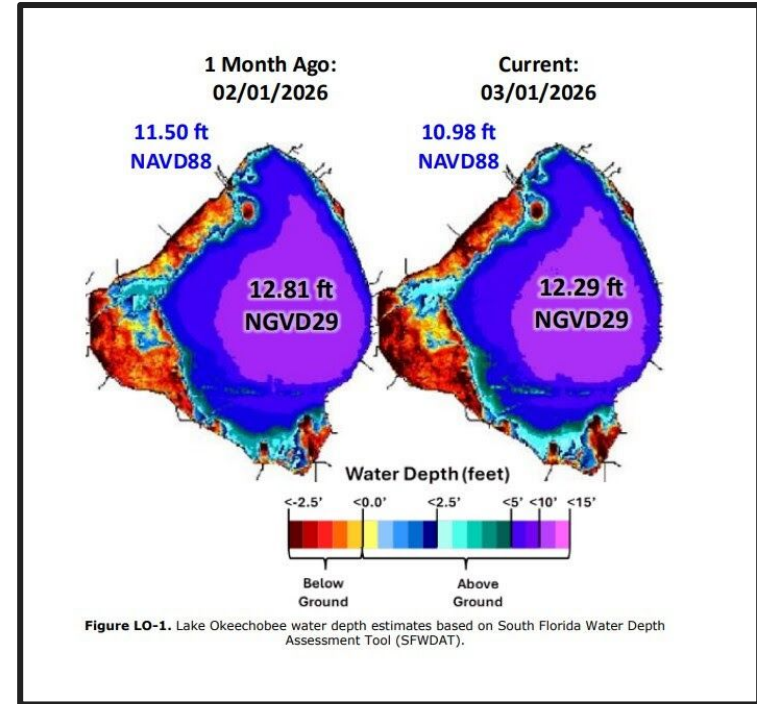 1 Month Ago:
02/01/2026
Current:
03/01/2026
11.50 ft
NAVD88
10.98 ft
NAVD88
12.81 ft
NGVD29
12.29 ft
NGVD29
Water Depth (feet)
<-2.5' <0.0' <2.5' <5' <10' <15'
Below
Ground
Above
Ground
Figure LO-1. Lake Okeechobee water depth estimates based on South Florida Water Depth
Assessment Tool (SFWDAT).